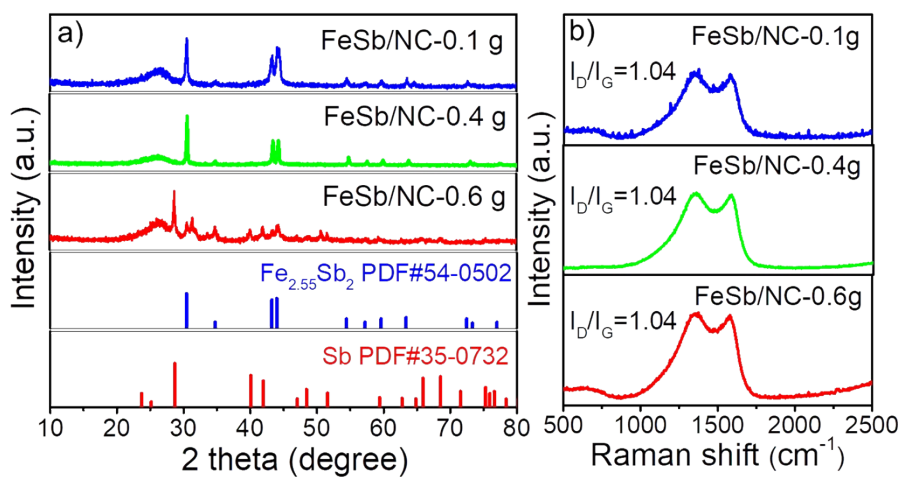 a)
FeSb/NC-0.1 g
FeSb/NC-0.4 g
FeSb/NC-0.6 g
Fe2.55Sb2 PDF#54-0502
Sb PDF#35-0732
Intensity (a.u.)
10 20 30 40 50 60 70 80
2 theta (degree)
b)
FeSb/NC-0.1g
ID/IG=1.04
FeSb/NC-0.4g
ID/IG=1.04
FeSb/NC-0.6g
ID/IG=1.04
Intensity (a.u.)
500 1000 1500 2000 2500
Raman shift (cm-1)